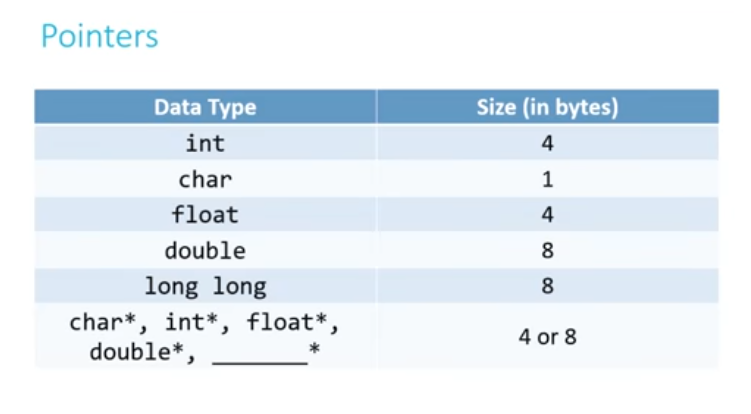 Pointers
Data Type Size (in bytes)
int 4
char 1
float 4
double 8
long long 8
char*, int*, float*,
double*, _______* 4 or 8